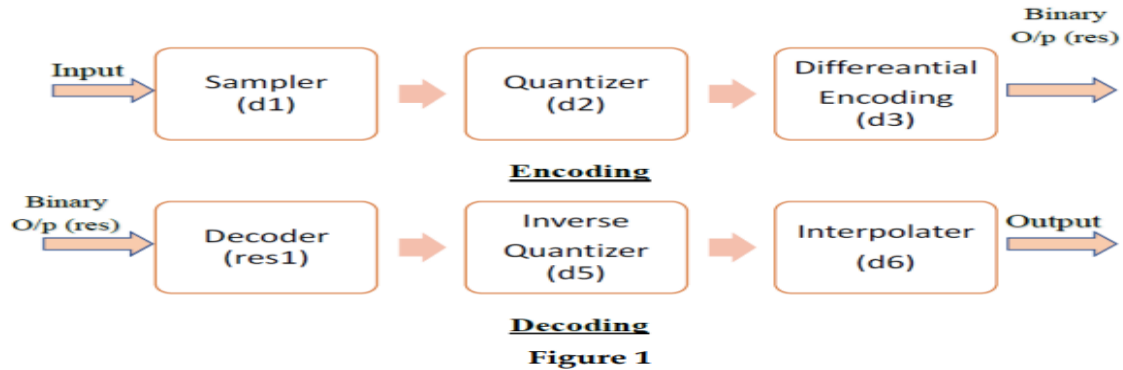 Input
Sampler
(d1)
Quantizer
(d2)
Differeantial
Encoding
(d3)
Binary
O/p (res)
Encoding
Binary
O/p (res)
Decoder
(res1)
Inverse
Quantizer
(d5)
Interpolater
(d6)
Output
Decoding
Figure 1